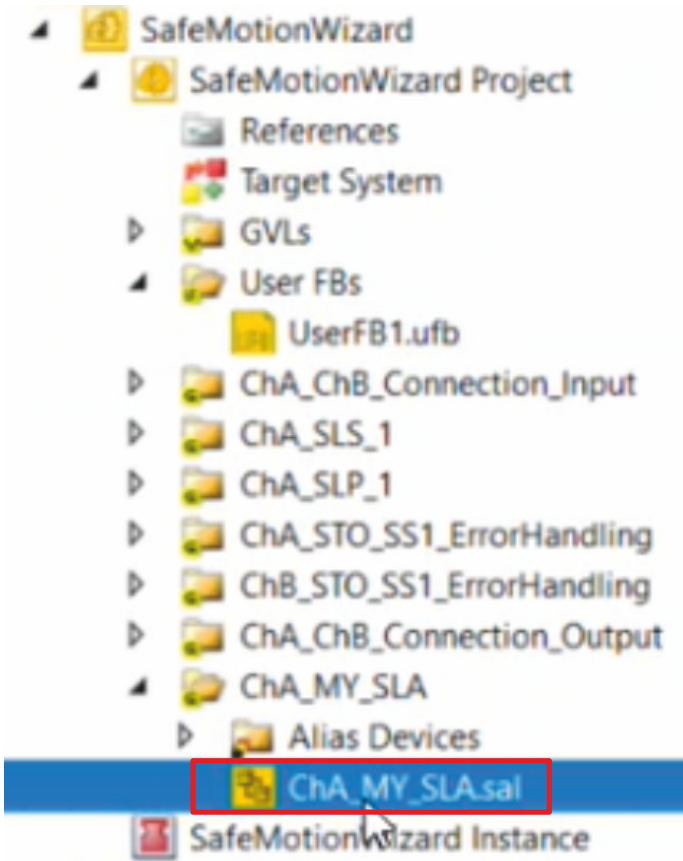 SafeMotionWizard
SafeMotionWizard Project
References
Target System
GVLs
User FBs
UserFB1.ufb
ChA_ChB_Connection_Input
ChA_SLS_1
ChA_SLP_1
ChA_STO_SS1_ErrorHandling
ChB_STO_SS1_ErrorHandling
ChA_ChB_Connection_Output
ChA_MY_SLA
Alias Devices
ChA_MY_SLA.sal
SafeMotionWizard Instance